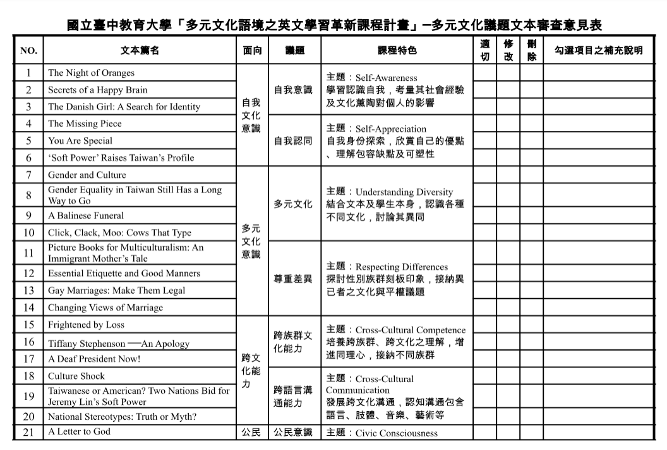 國立臺中教育大學「多元文化語境之英文學習革新課程計畫」─多元文化議題文本審查意見表
NO. 文本篇名 面向 議題 課程特色 適切 修改 刪除 勾選項目之補充說明
1 The Night of Oranges
2 Secrets of a Happy Brain
3 The Danish Girl: A Search for Identity
自我文化意識
自我意識
主題：Self-Awareness
學習認識自我，考量其社會經驗
及文化薰陶對個人的影響
4 The Missing Piece
5 You Are Special
6 ‘Soft Power’ Raises Taiwan’s Profile
自我認同
主題：Self-Appreciation
自我身份探索，欣賞自己的優點
、理解包容缺點及可塑性
7 Gender and Culture
8 Gender Equality in Taiwan Still Has a Long
Way to Go
9 A Balinese Funeral
10 Click, Clack, Moo: Cows That Type
多元文化意識
多元文化
主題：Understanding Diversity
結合文本及學生本身，認識各種
不同文化，討論其異同
11 Picture Books for Multiculturalism: An
Immigrant Mother’s Tale
12 Essential Etiquette and Good Manners
13 Gay Marriages: Make Them Legal
14 Changing Views of Marriage
尊重差異
主題：Respecting Differences
探討性別族群刻板印象，接納異
己者之文化與平權議題
15 Frightened by Loss
16 Tiffany Stephenson ──An Apology
17 A Deaf President Now!
跨文化能力
跨族群文
化能力
主題：Cross-Cultural Competence
培養跨族群、跨文化之理解，增
進同理心，接納不同族群
18 Culture Shock
19 Taiwanese or American? Two Nations Bid for
Jeremy Lin’s Soft Power
20 National Stereotypes: Truth or Myth?
跨語言溝
通能力
主題：Cross-Cultural
Communication
發展跨文化溝通，認知溝通包含
語言、肢體、音樂、藝術等
21 A Letter to God 公民 公民意識 主題：Civic Consciousness